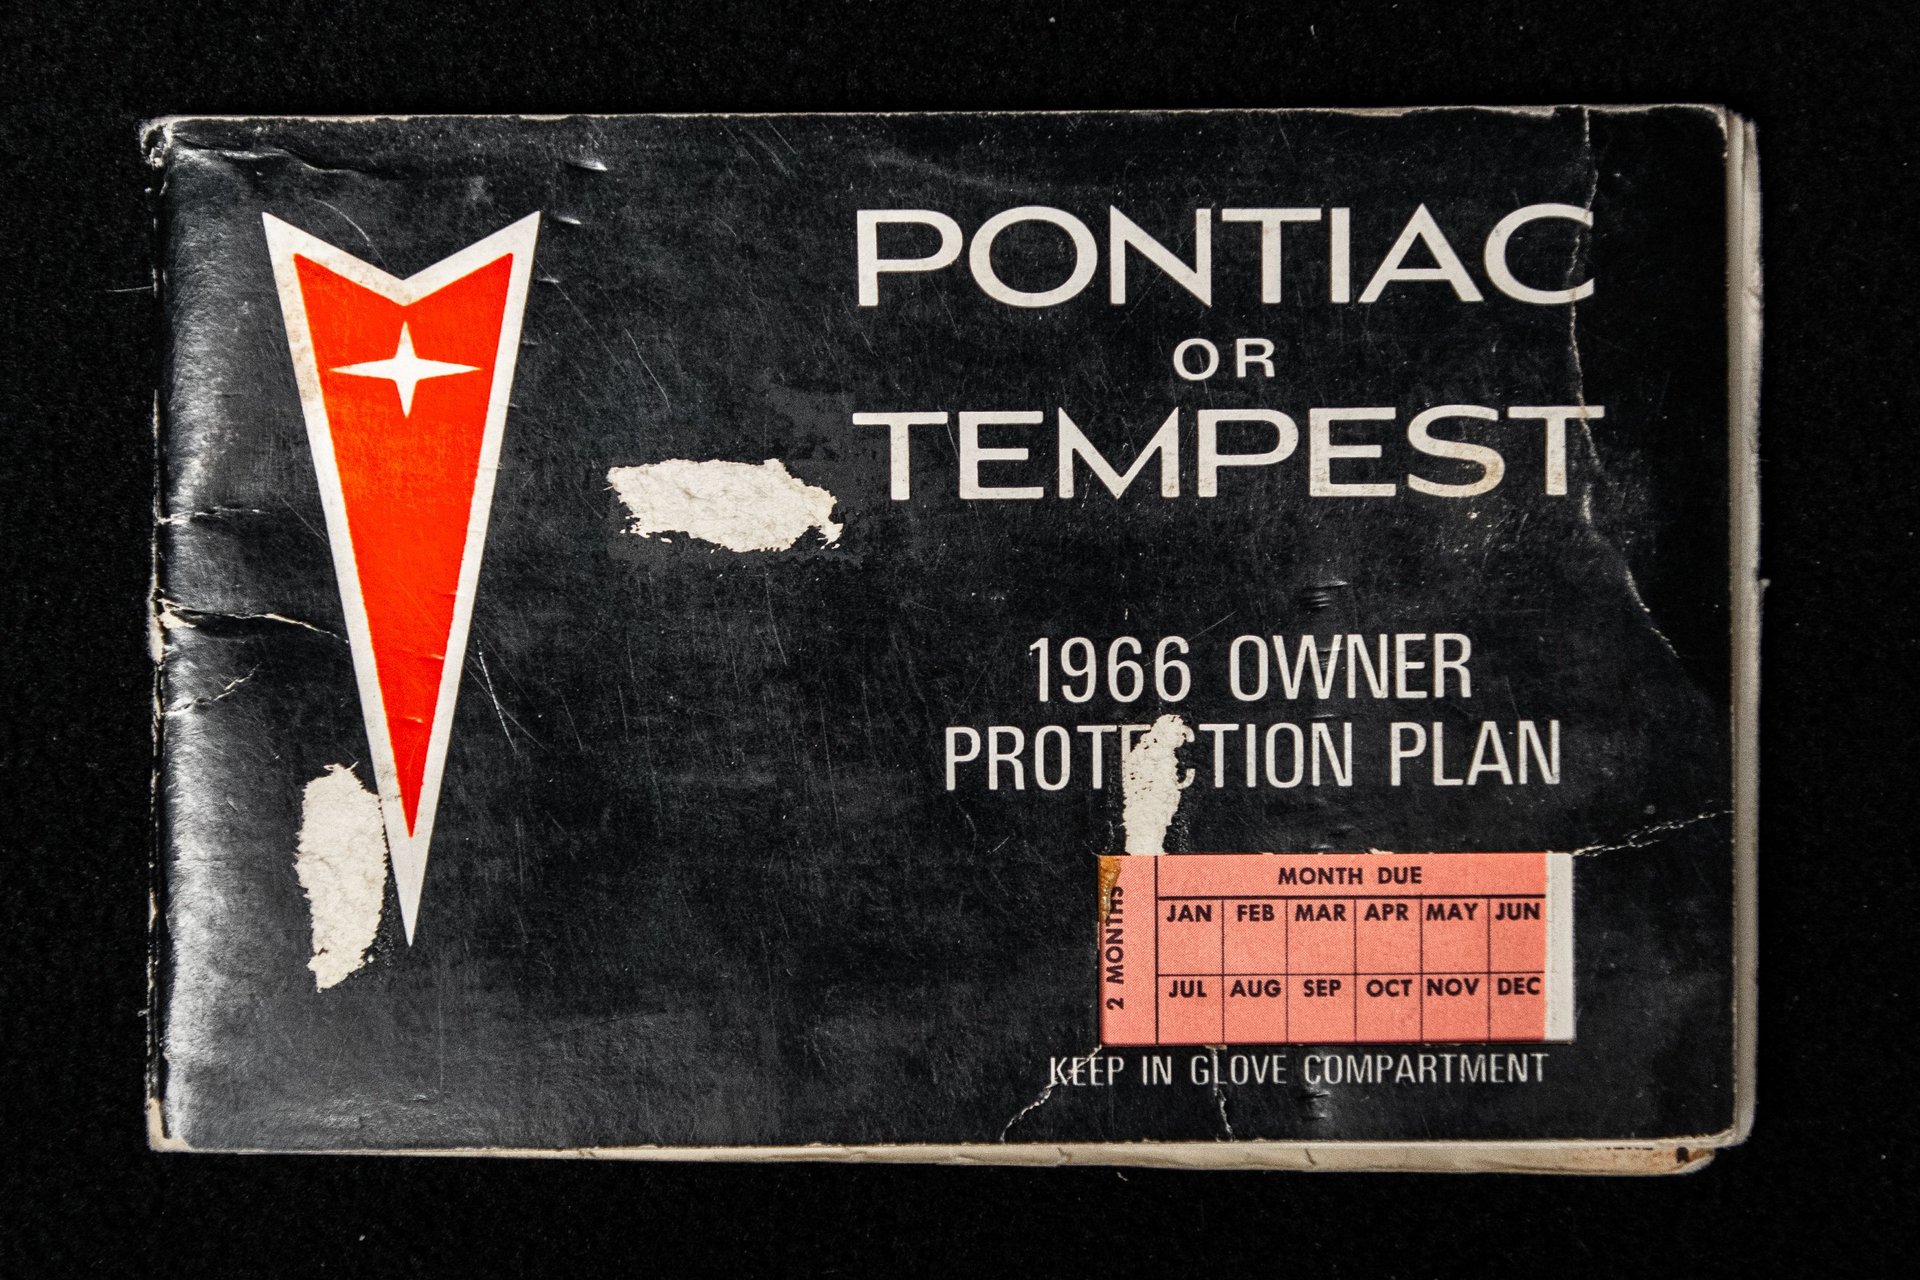 PONTIAC
OR
TEMPEST
1966 OWNER
PROTECTION PLAN
2 MONTHS
MONTH DUE
JAN FEB MAR APR MAY JUN
JUL AUG SEP OCT NOV DEC
KEEP IN GLOVE COMPARTMENT